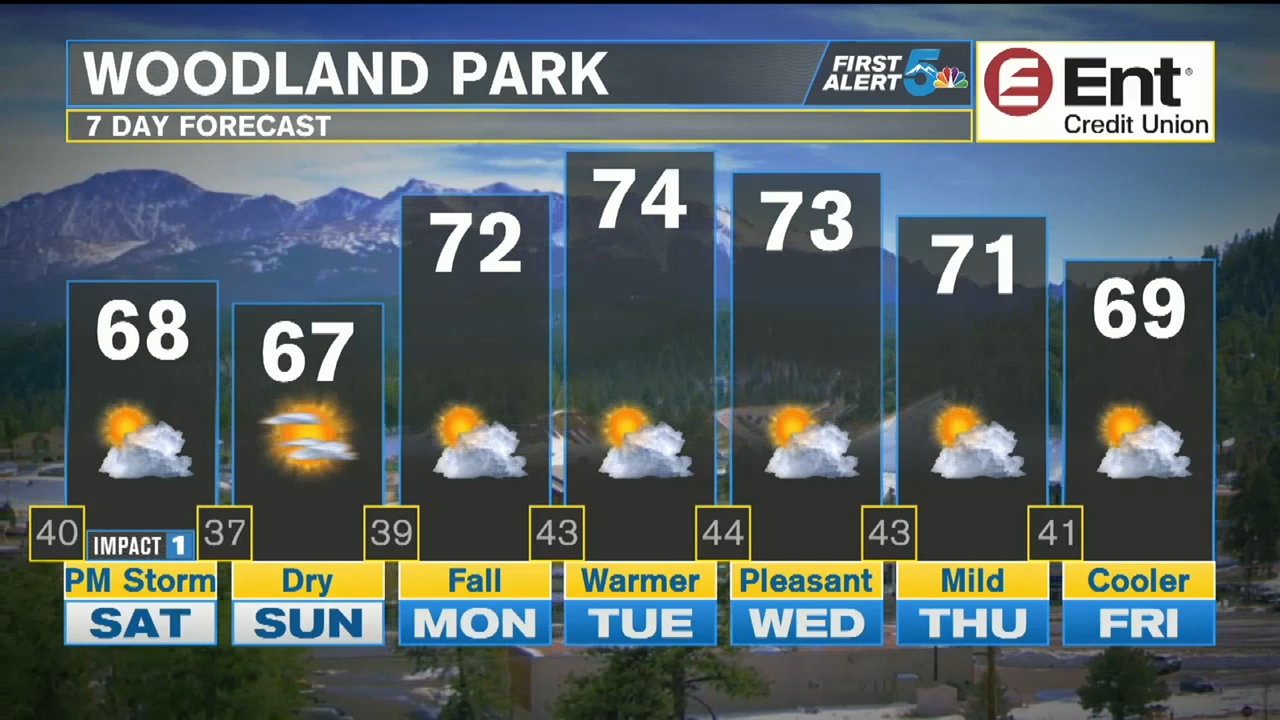 WOODLAND PARK
FIRST
ALERT 5
Ent
Credit Union
7 DAY FORECAST
68 67 72 74 73 71 69
40 37 39 43 44 43 41
IMPACT 1
PM Storm Dry Fall Warmer Pleasant Mild Cooler
SAT SUN MON TUE WED THU FRI